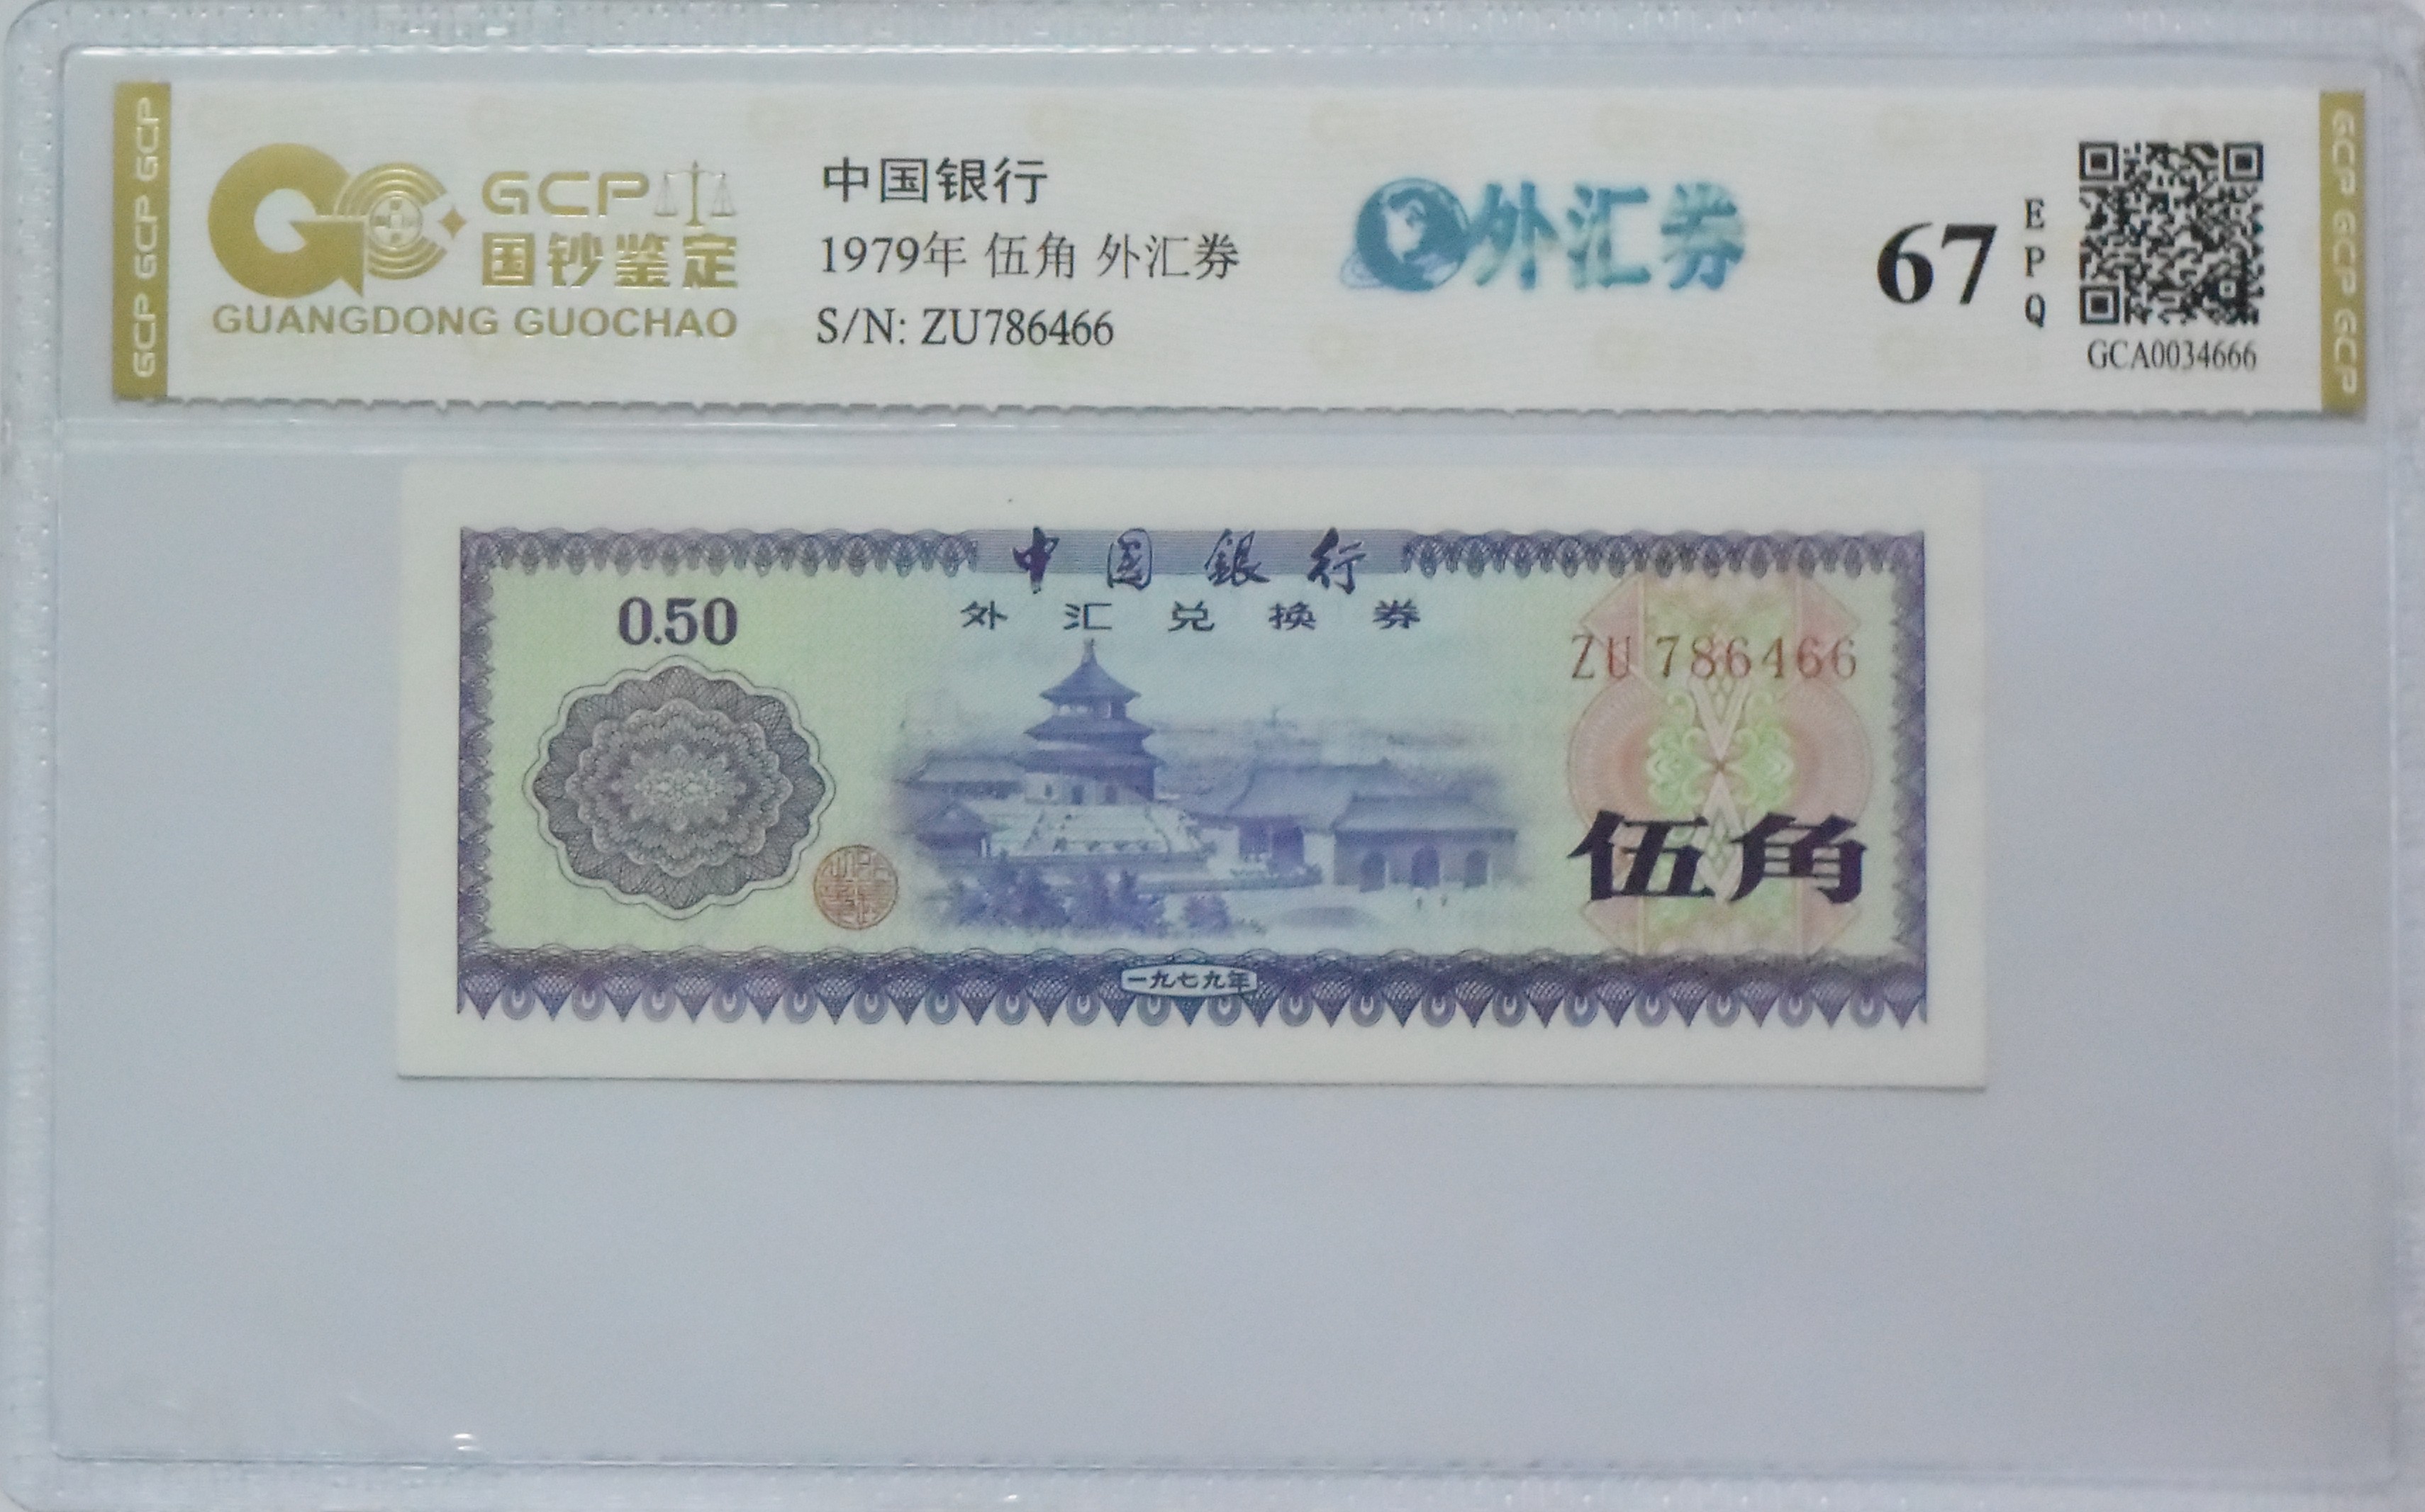 GCP GCP GCP
GCP
国钞鉴定
GUANGDONG GUOCHAO
中国银行
1979年 伍角 外汇券
S/N: ZU786466
外汇券
67
EPQ
GCA0034666
GCP GCP GCP
中国銀行
外汇兑换券
0.50
ZU 786466
伍角
一九七九年